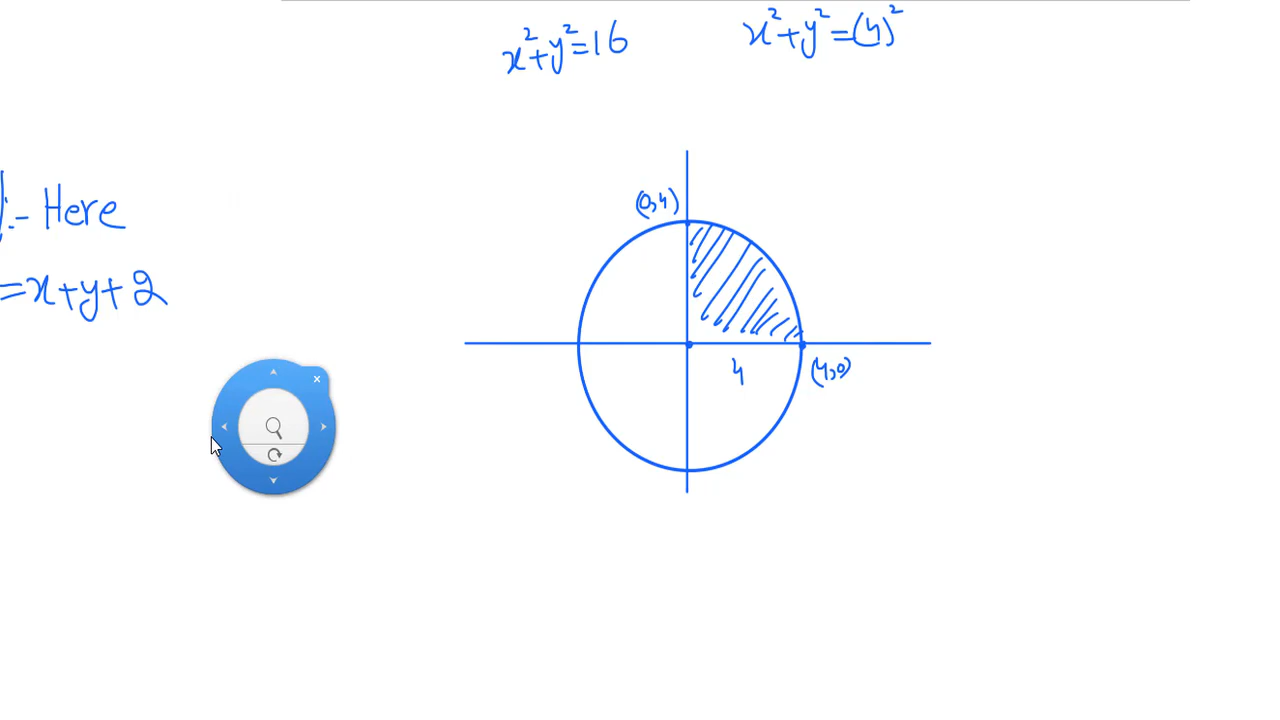 x²+y²=16
x²+y²=(4)²
(0,4)
:- Here
=x+y+2
4
(4,0)